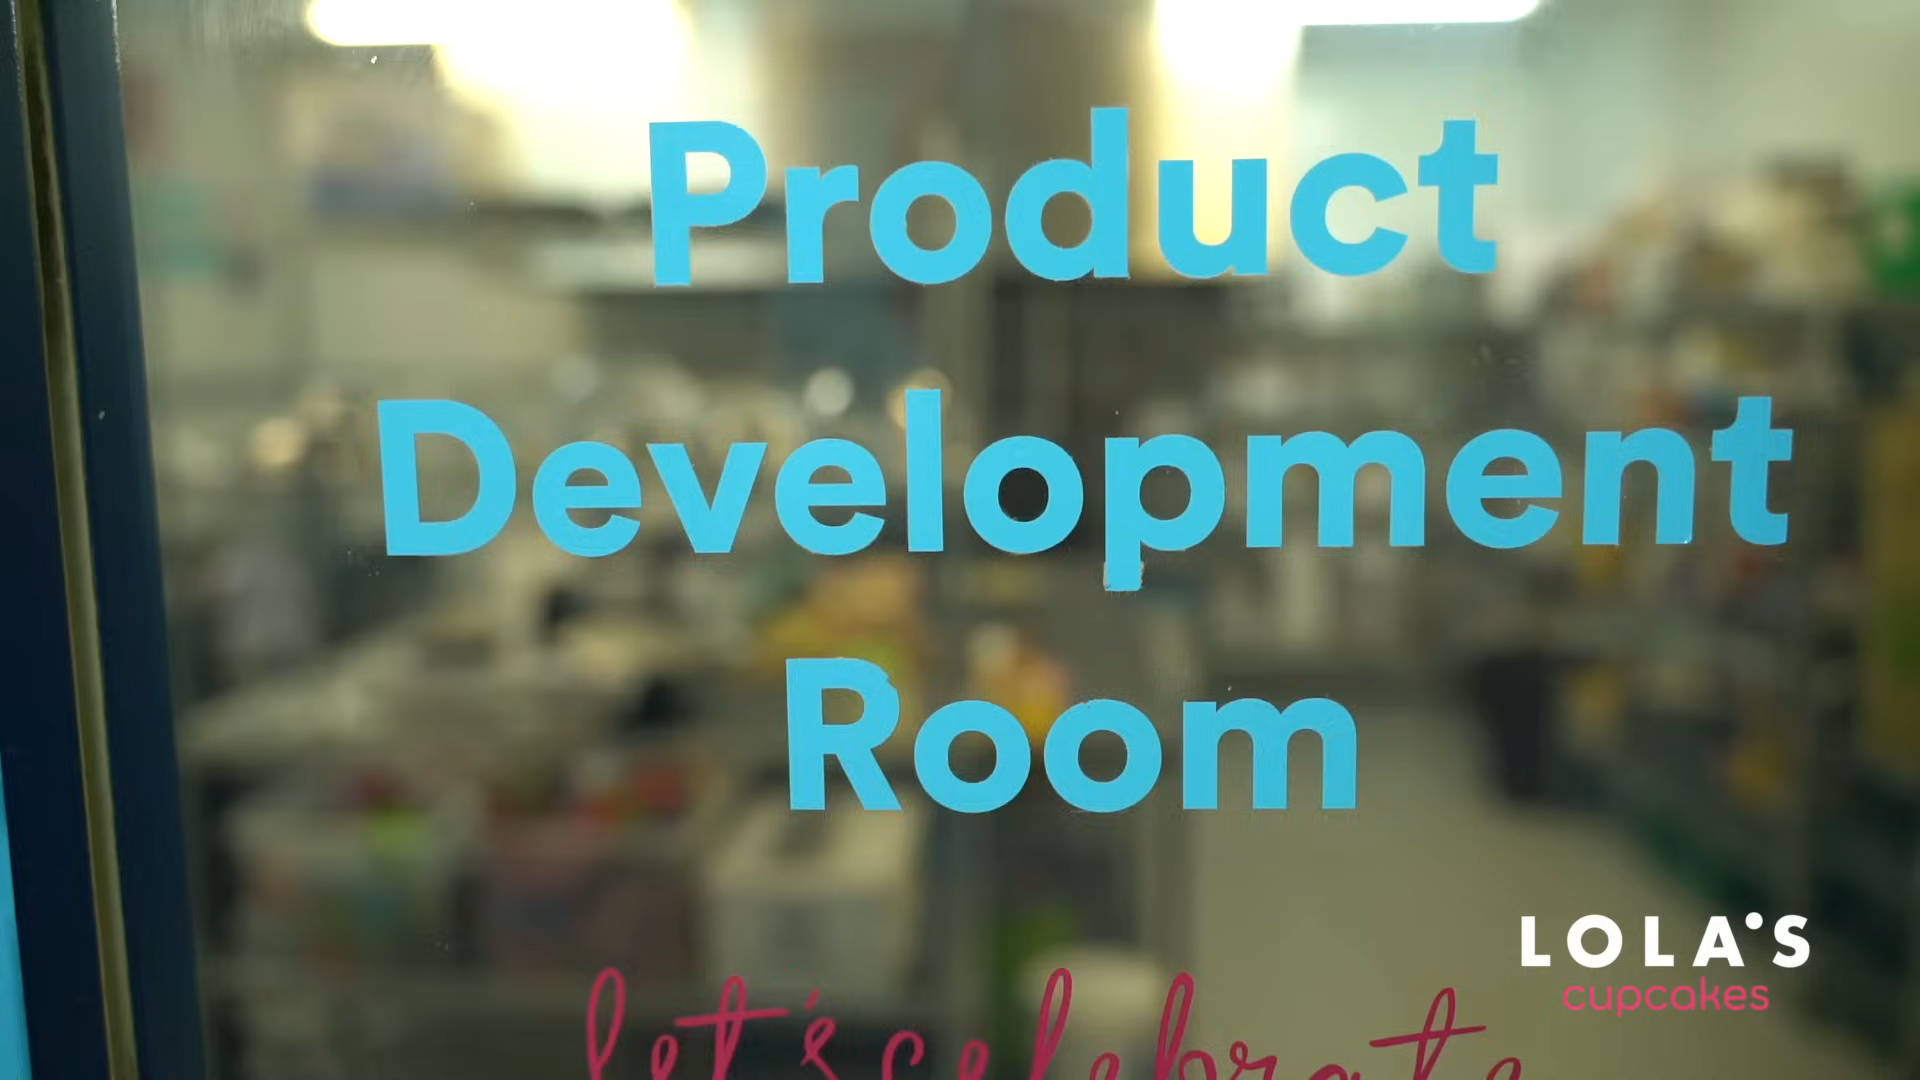 Product
Development
Room
let's celebrate
LOLA'S
cupcakes